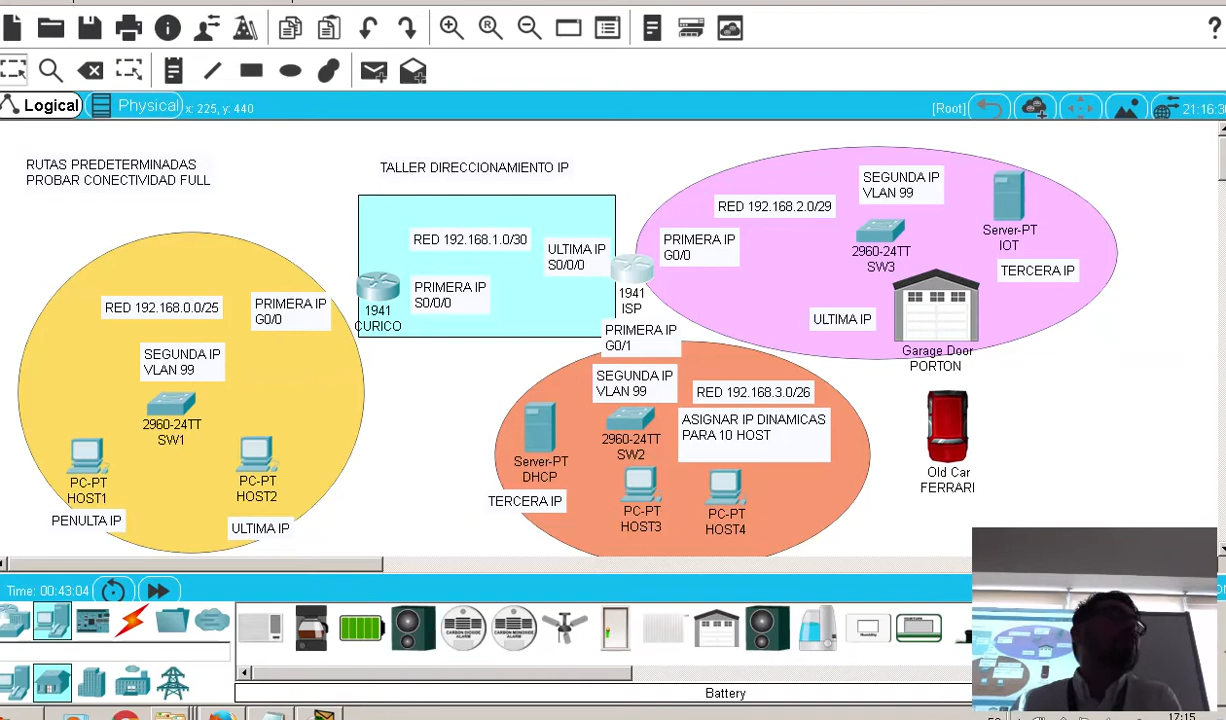 Logical
Physical
x: 225, y: 440
[Root]
21:16:3
RUTAS PREDETERMINADAS
PROBAR CONECTIVIDAD FULL
TALLER DIRECCIONAMIENTO IP
RED 192.168.1.0/30
ULTIMA IP
S0/0/0
PRIMERA IP
S0/0/0
1941
CURICO
1941
ISP
PRIMERA IP
G0/0
RED 192.168.2.0/29
SEGUNDA IP
VLAN 99
2960-24TT
SW3
Server-PT
IOT
TERCERA IP
ULTIMA IP
Garage Door
PORTON
RED 192.168.0.0/25
PRIMERA IP
G0/0
SEGUNDA IP
VLAN 99
2960-24TT
SW1
PC-PT
HOST1
PENULTA IP
PC-PT
HOST2
ULTIMA IP
PRIMERA IP
G0/1
SEGUNDA IP
VLAN 99
RED 192.168.3.0/26
2960-24TT
SW2
ASIGNAR IP DINAMICAS
PARA 10 HOST
Server-PT
DHCP
TERCERA IP
PC-PT
HOST3
PC-PT
HOST4
Old Car
FERRARI
Time: 00:43:04
Battery
17:15